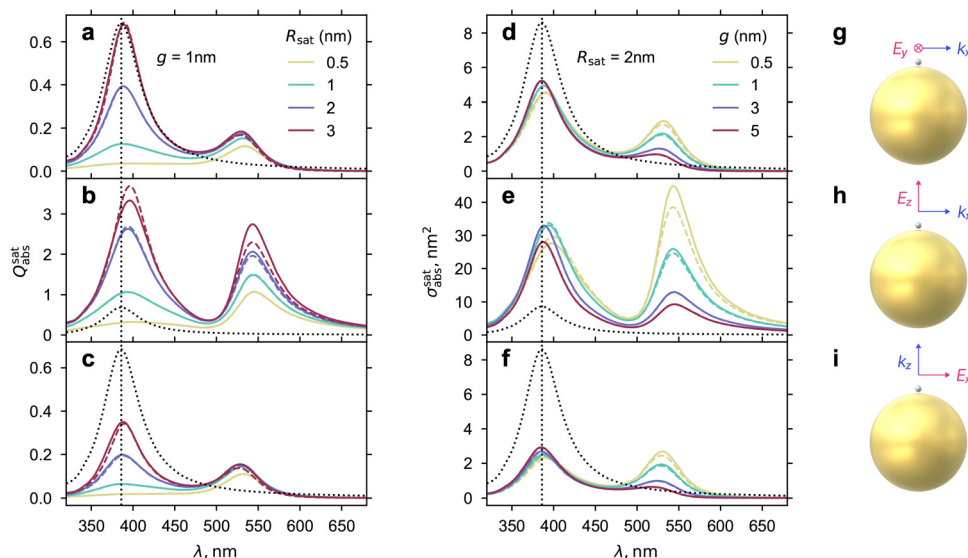 a
g = 1nm
R_sat (nm)
0.5
1
2
3
0.6
0.4
0.2
0.0
b
Q_abs^sat
3
2
1
0
c
0.6
0.4
0.2
0.0
350 400 450 500 550 600 650
λ, nm
d
R_sat = 2nm
g (nm)
0.5
1
3
5
8
6
4
2
0
e
σ_abs^sat, nm²
40
30
20
10
0
f
8
6
4
2
0
350 400 450 500 550 600 650
λ, nm
g
E_y
k_x
h
E_z
k_x
i
k_z
E_x